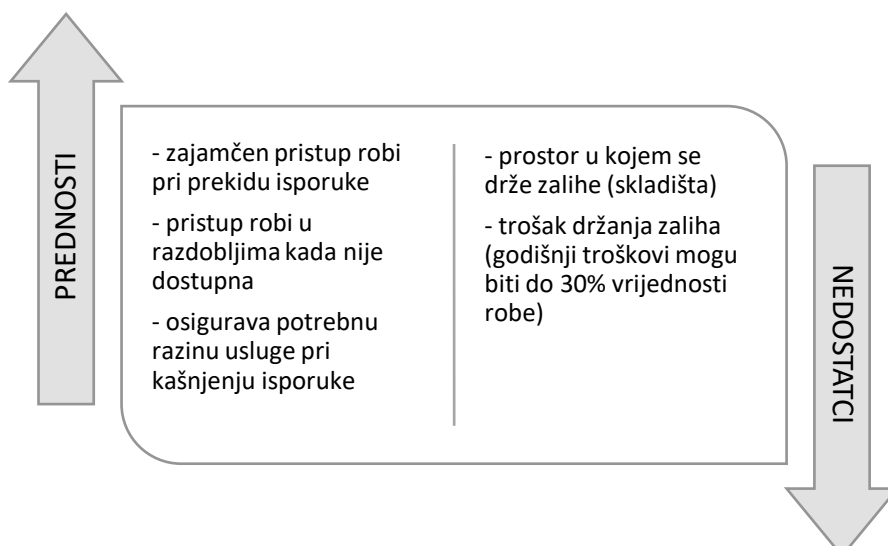 PREDNOSTI
- zajamčen pristup robi
pri prekidu isporuke
- pristup robi u
razdobljima kada nije
dostupna
- osigurava potrebnu
razinu usluge pri
kašnjenju isporuke
- prostor u kojem se
drže zalihe (skladišta)
- trošak držanja zaliha
(godišnji troškovi mogu
biti do 30% vrijednosti
robe)
NEDOSTATCI